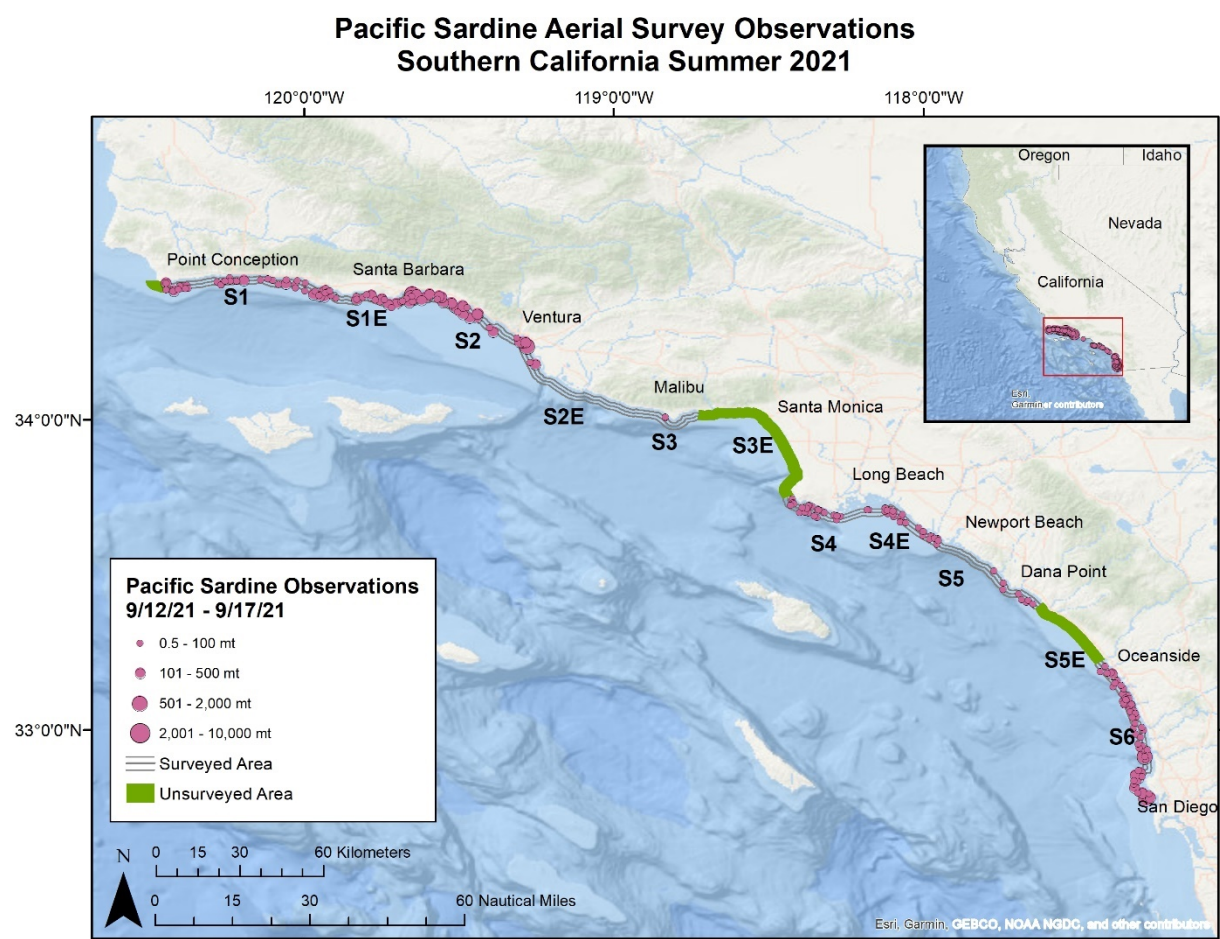 Pacific Sardine Aerial Survey Observations
Southern California Summer 2021
120°0'0"W
119°0'0"W
118°0'0"W
Oregon
Idaho
Nevada
California
Esri,
Garmin,er contributors
Point Conception
Santa Barbara
S1
S1E
Ventura
S2
Malibu
34°0'0"N
S2E
Santa Monica
S3
S3E
Long Beach
Newport Beach
S4
S4E
Dana Point
S5
Pacific Sardine Observations
9/12/21 - 9/17/21
0.5 - 100 mt
101 - 500 mt
501 - 2,000 mt
2,001 - 10,000 mt
Surveyed Area
Unsurveyed Area
S5E
Oceanside
33°0'0"N
S6
San Diego
N
0 15 30 60 Kilometers
0 15 30 60 Nautical Miles
Esri, Garmin, GEBCO, NOAA NGDC, and other contributors